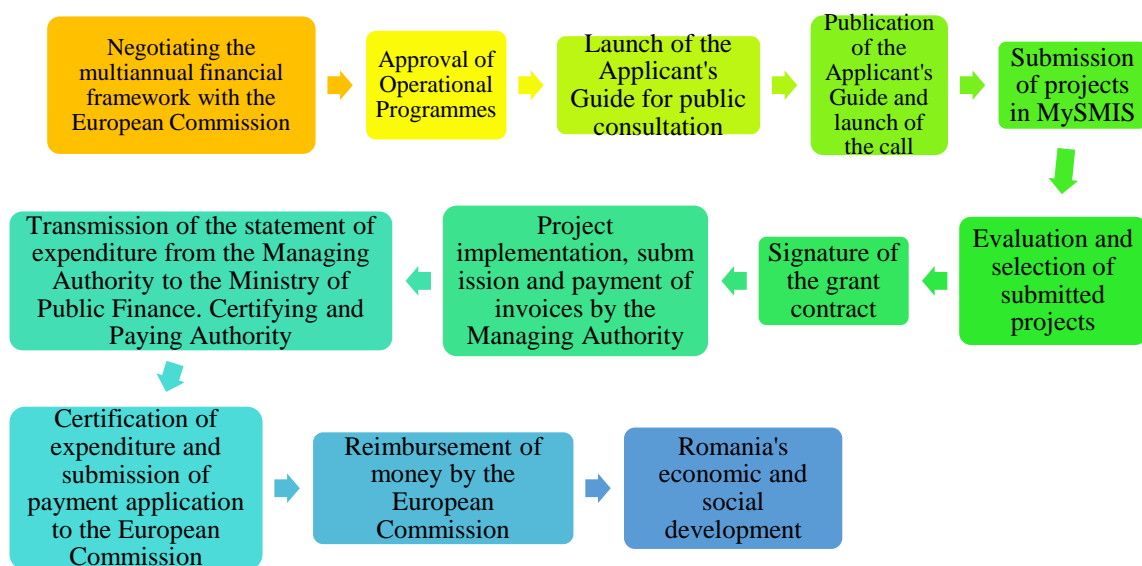 Negotiating the
multiannual financial
framework with the
European Commission
Approval of
Operational
Programmes
Launch of the
Applicant's
Guide for public
consultation
Publication
of the
Applicant's
Guide and
launch of
the call
Submission
of projects
in MySMIS
Evaluation and
selection of
submitted
projects
Signature of
the grant
contract
Project
implementation, subm
ission and payment of
invoices by the
Managing Authority
Transmission of the statement of
expenditure from the Managing
Authority to the Ministry of
Public Finance. Certifying and
Paying Authority
Certification of
expenditure and
submission of
payment application
to the European
Commission
Reimbursement of
money by the
European
Commission
Romania's
economic and
social
development